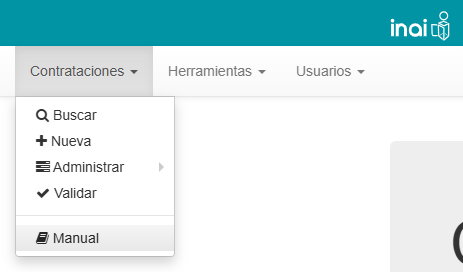 inai
Contrataciones Herramientas Usuarios
Buscar
Nueva
Administrar
Validar
Manual